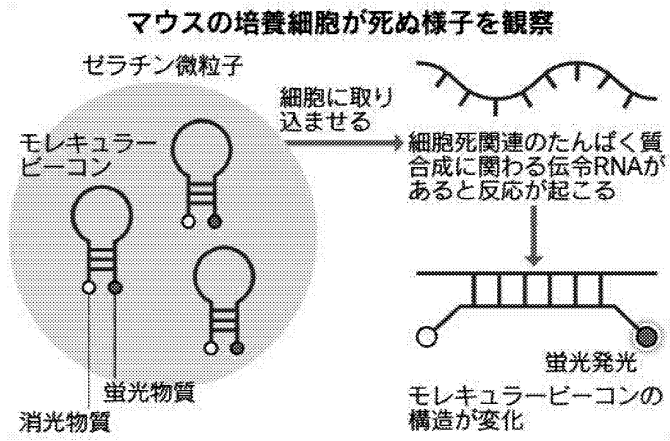 マウスの培養細胞が死ぬ様子を観察
ゼラチン微粒子
モレキュラー
ビーコン
消光物質
蛍光物質
細胞に取り
込ませる
細胞死関連のたんぱく質
合成に関わる伝令RNAが
あると反応が起こる
蛍光発光
モレキュラービーコンの
構造が変化